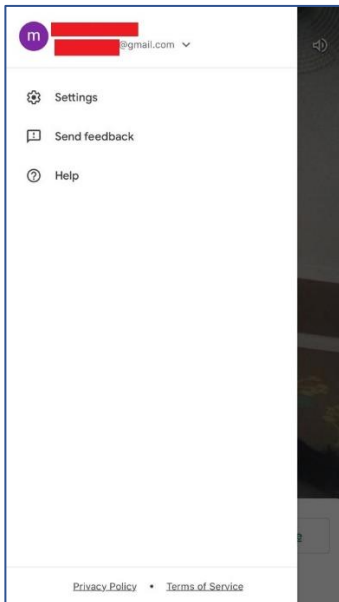 m
@gmail.com
Settings
Send feedback
Help
Privacy Policy • Terms of Service